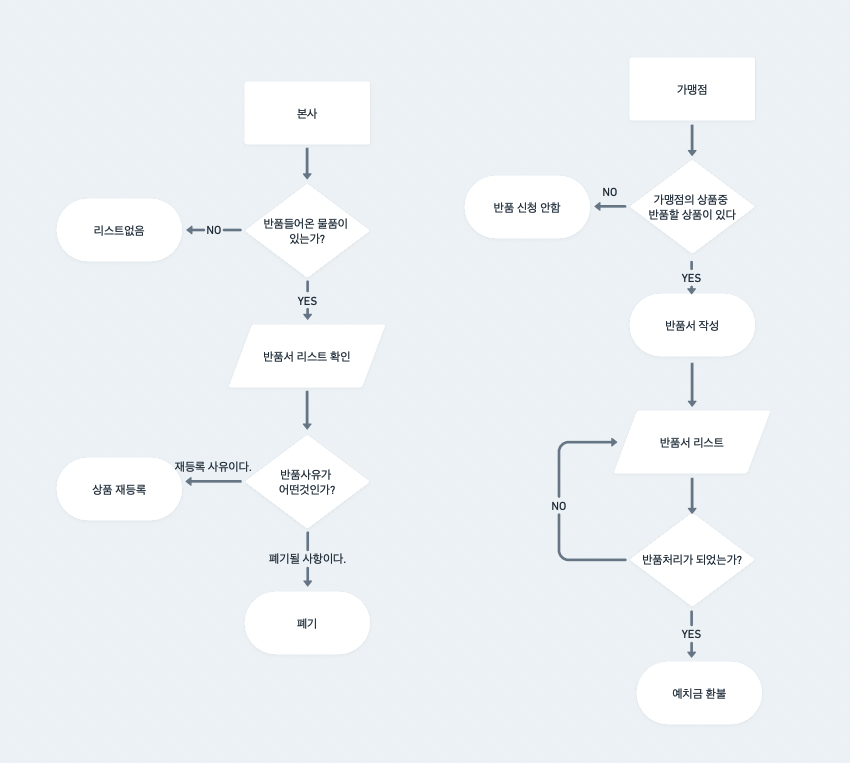 본사
반품들어온 물품이
있는가?
NO
리스트없음
YES
반품서 리스트 확인
반품사유가
어떤것인가?
재등록 사유이다.
상품 재등록
폐기될 사항이다.
폐기
가맹점
가맹점의 상품중
반품할 상품이 있다
NO
반품 신청 안함
YES
반품서 작성
반품서 리스트
NO
반품처리가 되었는가?
YES
예치금 환불